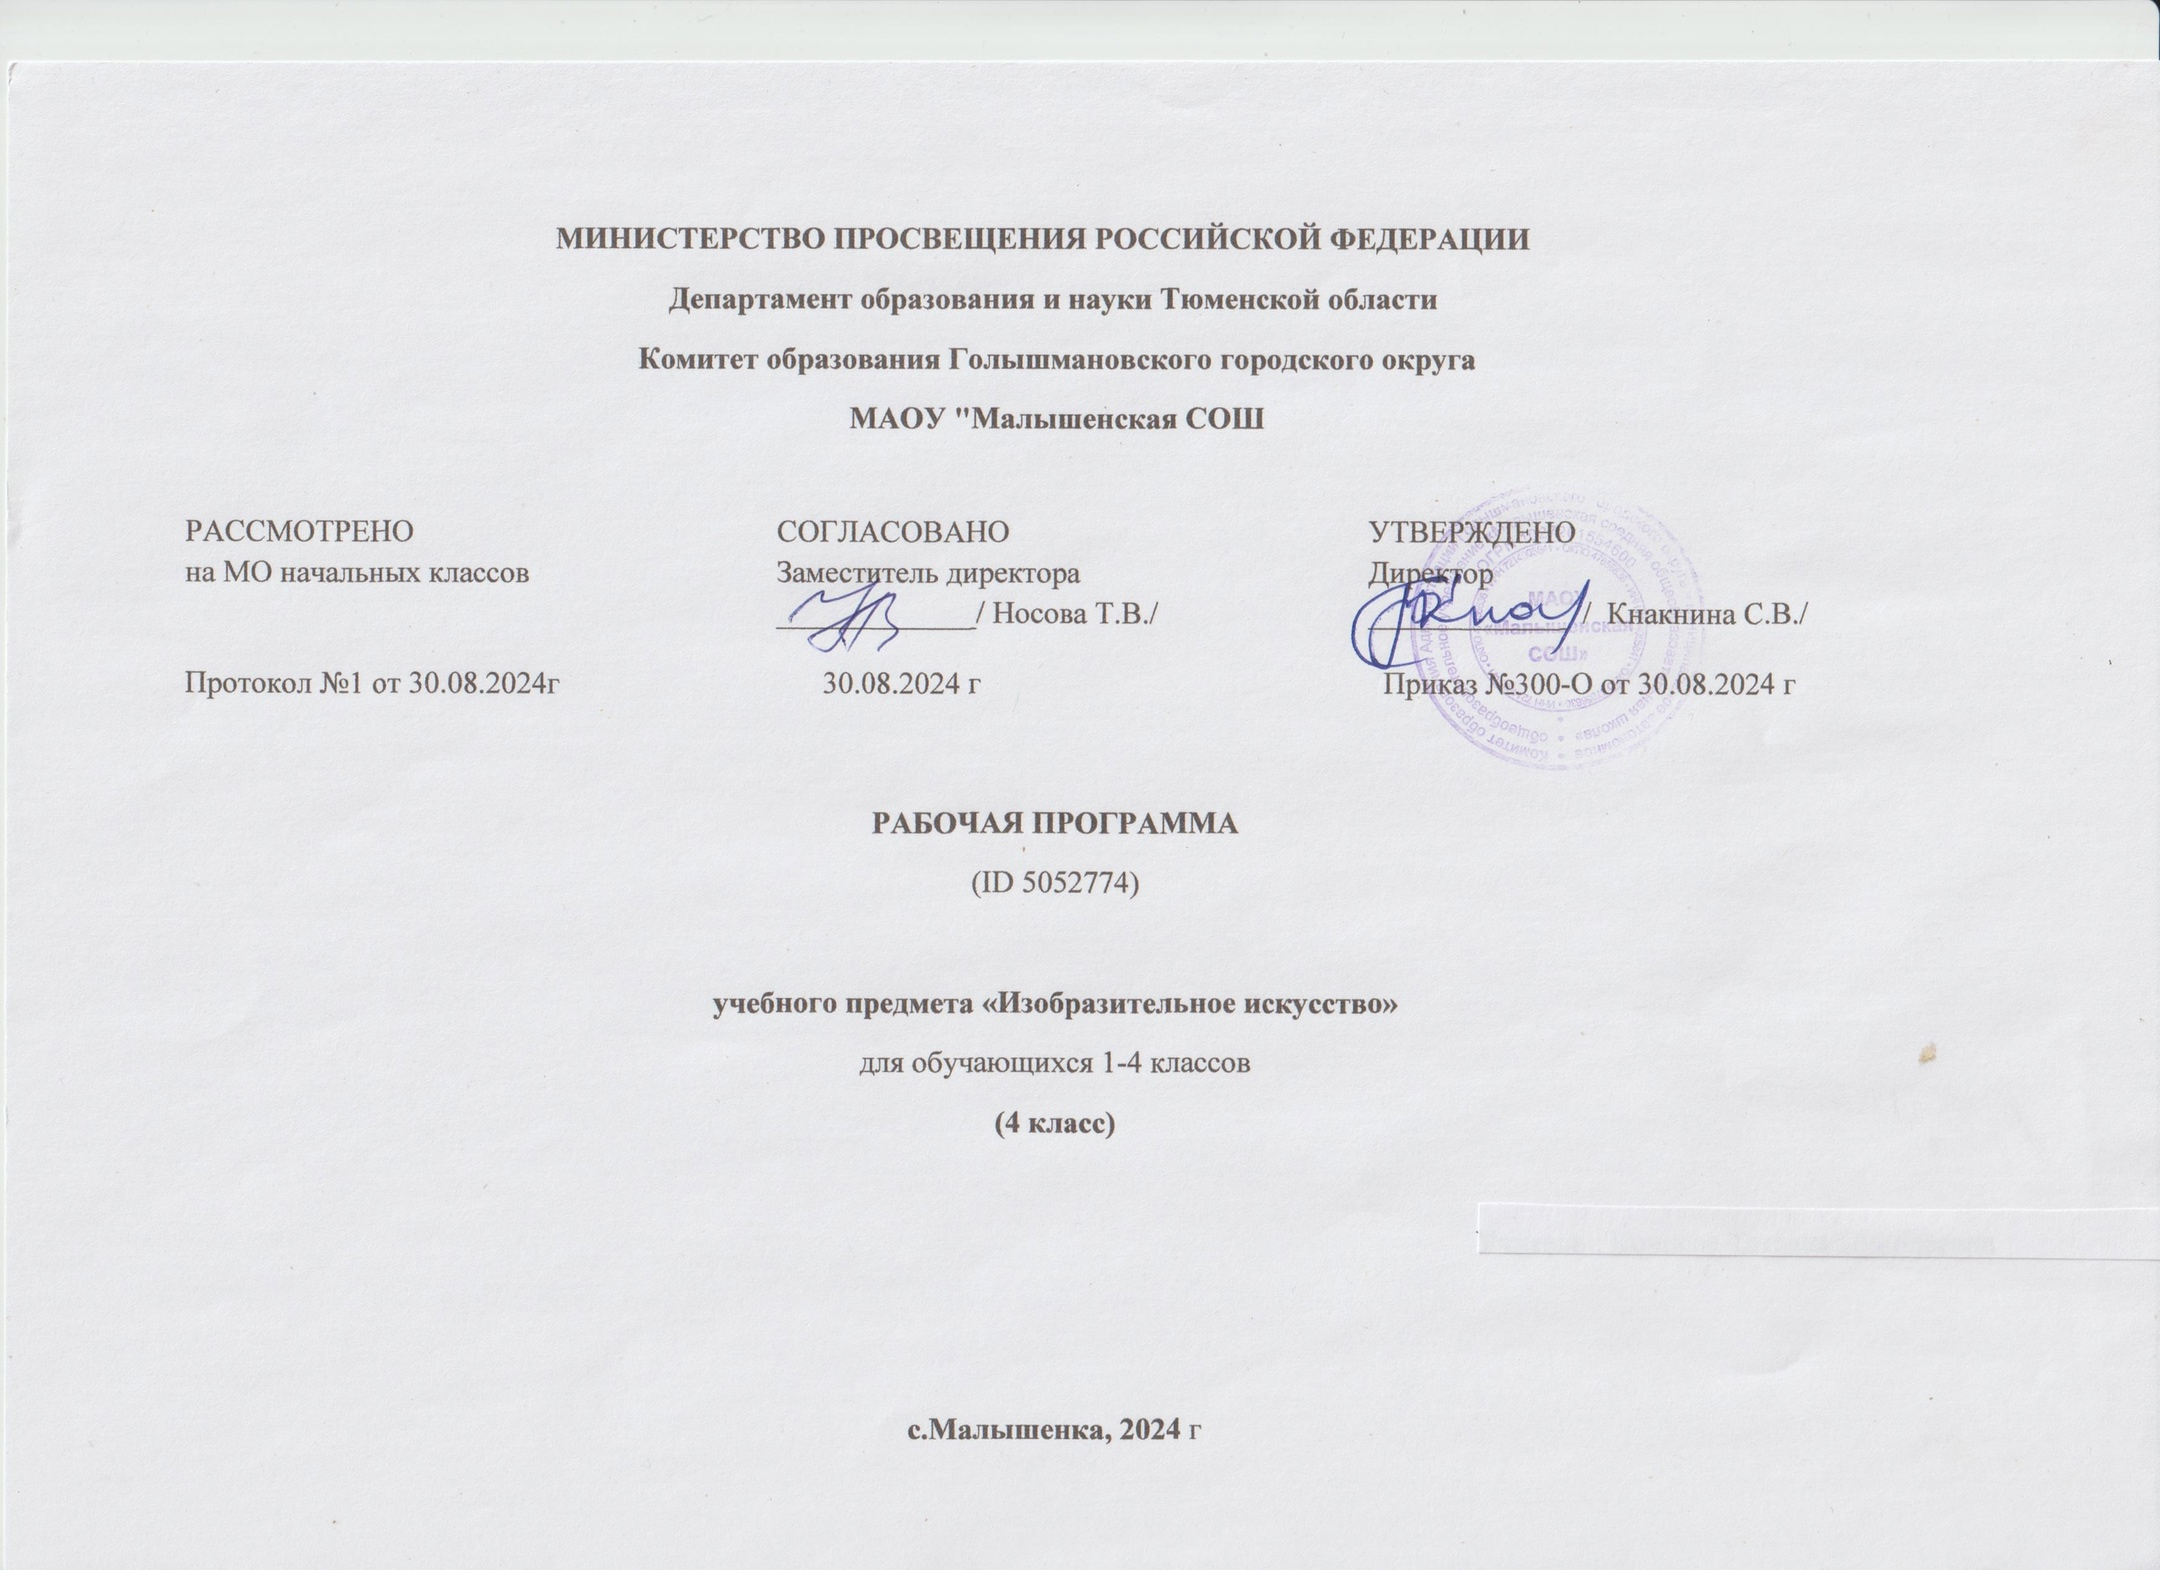 МИНИСТЕРСТВО ПРОСВЕЩЕНИЯ РОССИЙСКОЙ ФЕДЕРАЦИИ
Департамент образования и науки Тюменской области
Комитет образования Голышмановского городского округа
МАОУ "Малышенская СОШ
РАССМОТРЕНО
на МО начальных классов
Протокол №1 от 30.08.2024г
СОГЛАСОВАНО
Заместитель директора
/ Носова Т.В./
30.08.2024 г
УТВЕРЖДЕНО
Директор
/ Кнакнина С.В./
Приказ №300-О от 30.08.2024 г
МАОУ
«Малышенская
СОШ»
РАБОЧАЯ ПРОГРАММА
(ID 5052774)
учебного предмета «Изобразительное искусство»
для обучающихся 1-4 классов
(4 класс)
с.Малышенка, 2024 г